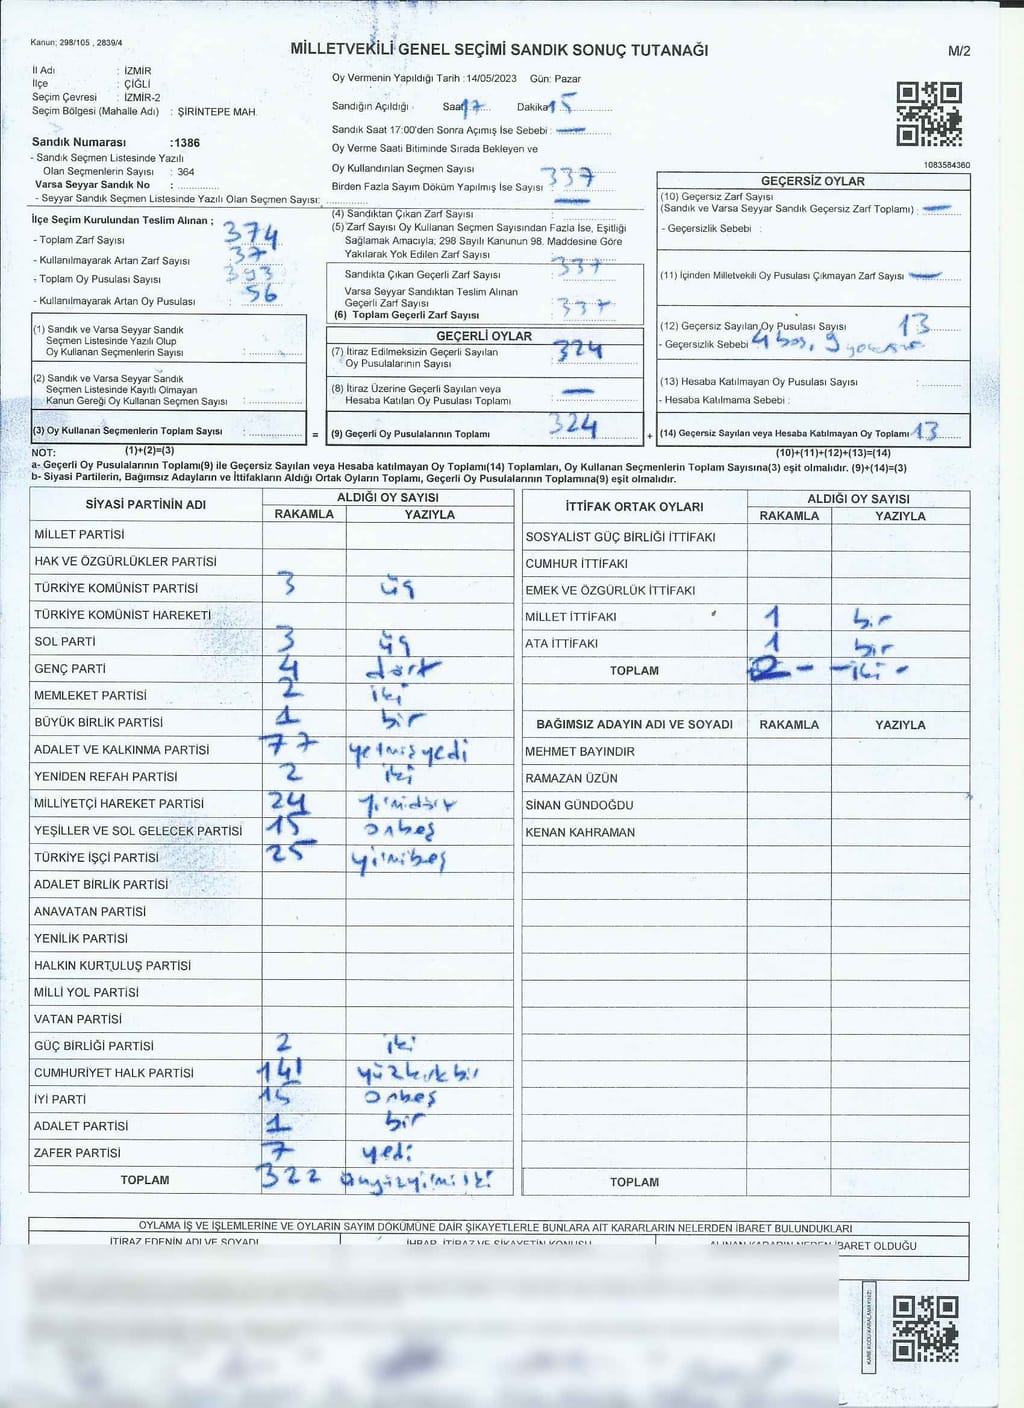 Kanun; 298/105 , 2839/4
MİLLETVEKİLİ GENEL SEÇİMİ SANDIK SONUÇ TUTANAĞI
M/2
İl Adı : İZMİR
İlçe : ÇİĞLİ
Seçim Çevresi : İZMİR-2
Seçim Bölgesi (Mahalle Adı) : ŞİRİNTEPE MAH.
Oy Vermenin Yapıldığı Tarih :14/05/2023 Gün: Pazar
Sandığın Açıldığı : Saat 17 Dakika 15
Sandık Saat 17:00'den Sonra Açımış İse Sebebi : —
Oy Verme Saati Bitiminde Sırada Bekleyen ve
Oy Kullandırılan Seçmen Sayısı 337
Birden Fazla Sayım Döküm Yapılmış İse Sayısı : —
Sandık Numarası :1386
- Sandık Seçmen Listesinde Yazılı
Olan Seçmenlerin Sayısı : 364
Varsa Seyyar Sandık No :
- Seyyar Sandık Seçmen Listesinde Yazılı Olan Seçmen Sayısı:
1083584360
İlçe Seçim Kurulundan Teslim Alınan ;
- Toplam Zarf Sayısı 374
- Kullanılmayarak Artan Zarf Sayısı 37
- Toplam Oy Pusulası Sayısı 393
- Kullanılmayarak Artan Oy Pusulası : 56
(1) Sandık ve Varsa Seyyar Sandık
Seçmen Listesinde Yazılı Olup
Oy Kullanan Seçmenlerin Sayısı :
(2) Sandık ve Varsa Seyyar Sandık
Seçmen Listesinde Kayıtlı Olmayan
Kanun Gereği Oy Kullanan Seçmen Sayısı :
(3) Oy Kullanan Seçmenlerin Toplam Sayısı :
(1)+(2)=(3)
(4) Sandıktan Çıkan Zarf Sayısı :
(5) Zarf Sayısı Oy Kullanan Seçmen Sayısından Fazla İse, Eşitliği
Sağlamak Amacıyla; 298 Sayılı Kanunun 98. Maddesine Göre
Yakılarak Yok Edilen Zarf Sayısı :
Sandıkta Çıkan Geçerli Zarf Sayısı : 337
Varsa Seyyar Sandıktan Teslim Alınan
Geçerli Zarf Sayısı
(6) Toplam Geçerli Zarf Sayısı : 337
GEÇERLİ OYLAR
(7) İtiraz Edilmeksizin Geçerli Sayılan
Oy Pusulalarının Sayısı : 324
(8) İtiraz Üzerine Geçerli Sayılan veya
Hesaba Katılan Oy Pusulası Toplamı : —
= (9) Geçerli Oy Pusulalarının Toplamı : 324
GEÇERSİZ OYLAR
(10) Geçersiz Zarf Sayısı
(Sandık ve Varsa Seyyar Sandık Geçersiz Zarf Toplamı) : —
- Geçersizlik Sebebi :
(11) İçinden Milletvekili Oy Pusulası Çıkmayan Zarf Sayısı : —
(12) Geçersiz Sayılan Oy Pusulası Sayısı : 13
- Geçersizlik Sebebi : 4 boş, 9
(13) Hesaba Katılmayan Oy Pusulası Sayısı :
- Hesaba Katılmama Sebebi :
+ (14) Geçersiz Sayılan veya Hesaba Katılmayan Oy Toplamı : 13
(10)+(11)+(12)+(13)=(14)
NOT:
a- Geçerli Oy Pusulalarının Toplamı(9) ile Geçersiz Sayılan veya Hesaba katılmayan Oy Toplamı(14) Toplamları, Oy Kullanan Seçmenlerin Toplam Sayısına(3) eşit olmalıdır. (9)+(14)=(3)
b- Siyasi Partilerin, Bağımsız Adayların ve İttifakların Aldığı Ortak Oyların Toplamı, Geçerli Oy Pusulalarının Toplamına(9) eşit olmalıdır.
SİYASİ PARTİNİN ADI ALDIĞI OY SAYISI
RAKAMLA YAZIYLA
MİLLET PARTİSİ
HAK VE ÖZGÜRLÜKLER PARTİSİ
TÜRKİYE KOMÜNİST PARTİSİ 3 üç
TÜRKİYE KOMÜNİST HAREKETİ
SOL PARTİ 3 üç
GENÇ PARTİ 4 dört
MEMLEKET PARTİSİ 2 iki
BÜYÜK BİRLİK PARTİSİ 1 bir
ADALET VE KALKINMA PARTİSİ 77 yetmişyedi
YENİDEN REFAH PARTİSİ 2 iki
MİLLİYETÇİ HAREKET PARTİSİ 24 yirmidört
YEŞİLLER VE SOL GELECEK PARTİSİ 15 onbeş
TÜRKİYE İŞÇİ PARTİSİ 25 yirmibeş
ADALET BİRLİK PARTİSİ
ANAVATAN PARTİSİ
YENİLİK PARTİSİ
HALKIN KURTULUŞ PARTİSİ
MİLLİ YOL PARTİSİ
VATAN PARTİSİ
GÜÇ BİRLİĞİ PARTİSİ 2 iki
CUMHURİYET HALK PARTİSİ 141 yüzkırkbir
İYİ PARTİ 15 onbeş
ADALET PARTİSİ 1 bir
ZAFER PARTİSİ 7 yedi
TOPLAM 322 üçyüzyirmiiki
İTTİFAK ORTAK OYLARI ALDIĞI OY SAYISI
RAKAMLA YAZIYLA
SOSYALİST GÜÇ BİRLİĞİ İTTİFAKI
CUMHUR İTTİFAKI
EMEK VE ÖZGÜRLÜK İTTİFAKI
MİLLET İTTİFAKI 1 bir
ATA İTTİFAKI 1 bir
TOPLAM 2 - - iki -
BAĞIMSIZ ADAYIN ADI VE SOYADI RAKAMLA YAZIYLA
MEHMET BAYINDIR
RAMAZAN ÜZÜN
SİNAN GÜNDOĞDU
KENAN KAHRAMAN
TOPLAM
OYLAMA İŞ VE İŞLEMLERİNE VE OYLARIN SAYIM DÖKÜMÜNE DAİR ŞİKAYETLERLE BUNLARA AİT KARARLARIN NELERDEN İBARET BULUNDUKLARI
İTİRAZ EDENİN ADI VE SOYADI İHBAR, İTİRAZ VE ŞİKAYETİN KONUSU ALINAN KARARIN NEDEN İBARET OLDUĞU